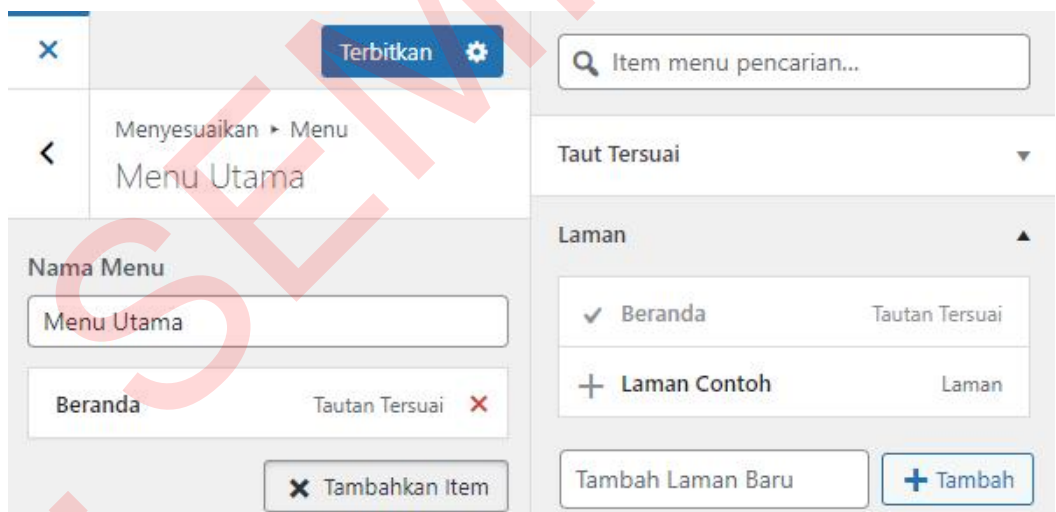 Terbitkan
Menyesuaikan ▸ Menu
Menu Utama
Nama Menu
Menu Utama
Beranda Tautan Tersuai
Tambahkan Item
Item menu pencarian...
Taut Tersuai
Laman
Beranda Tautan Tersuai
Laman Contoh Laman
Tambah Laman Baru Tambah
SEM